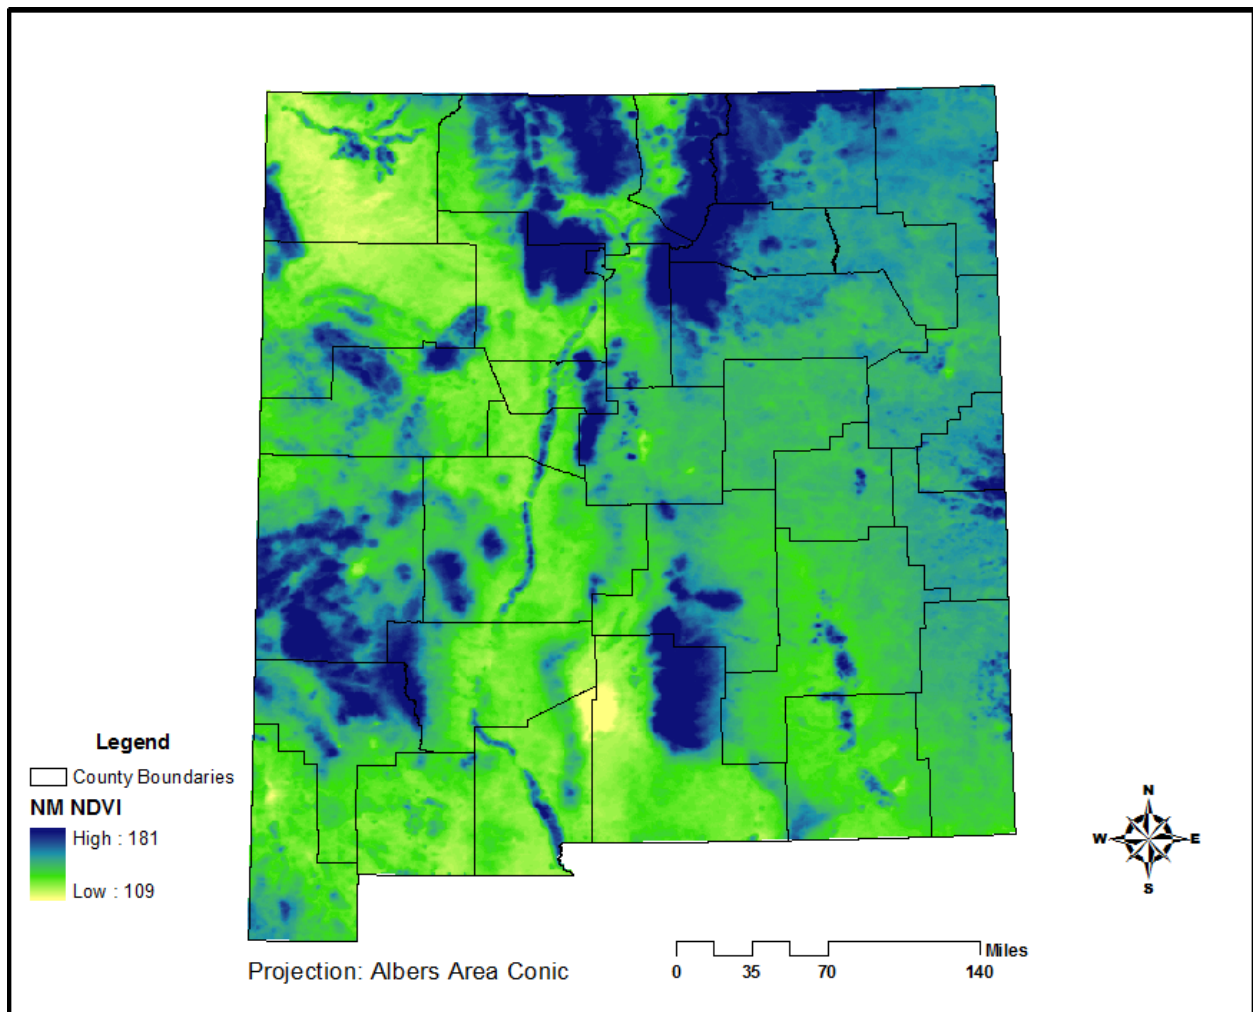 Legend
County Boundaries
NM NDVI
High : 181
Low : 109
Projection: Albers Area Conic
Miles
0 35 70 140
N
W E
S